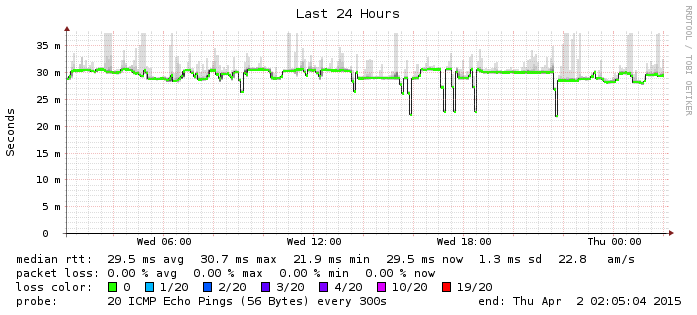 Last 24 Hours
RRDTOOL / TOBI OETIKER
Seconds
35 m
30 m
25 m
20 m
15 m
10 m
5 m
0
Wed 06:00 Wed 12:00 Wed 18:00 Thu 00:00
median rtt: 29.5 ms avg 30.7 ms max 21.9 ms min 29.5 ms now 1.3 ms sd 22.8 am/s
packet loss: 0.00 % avg 0.00 % max 0.00 % min 0.00 % now
loss color: 0 1/20 2/20 3/20 4/20 10/20 19/20
probe: 20 ICMP Echo Pings (56 Bytes) every 300s end: Thu Apr 2 02:05:04 2015